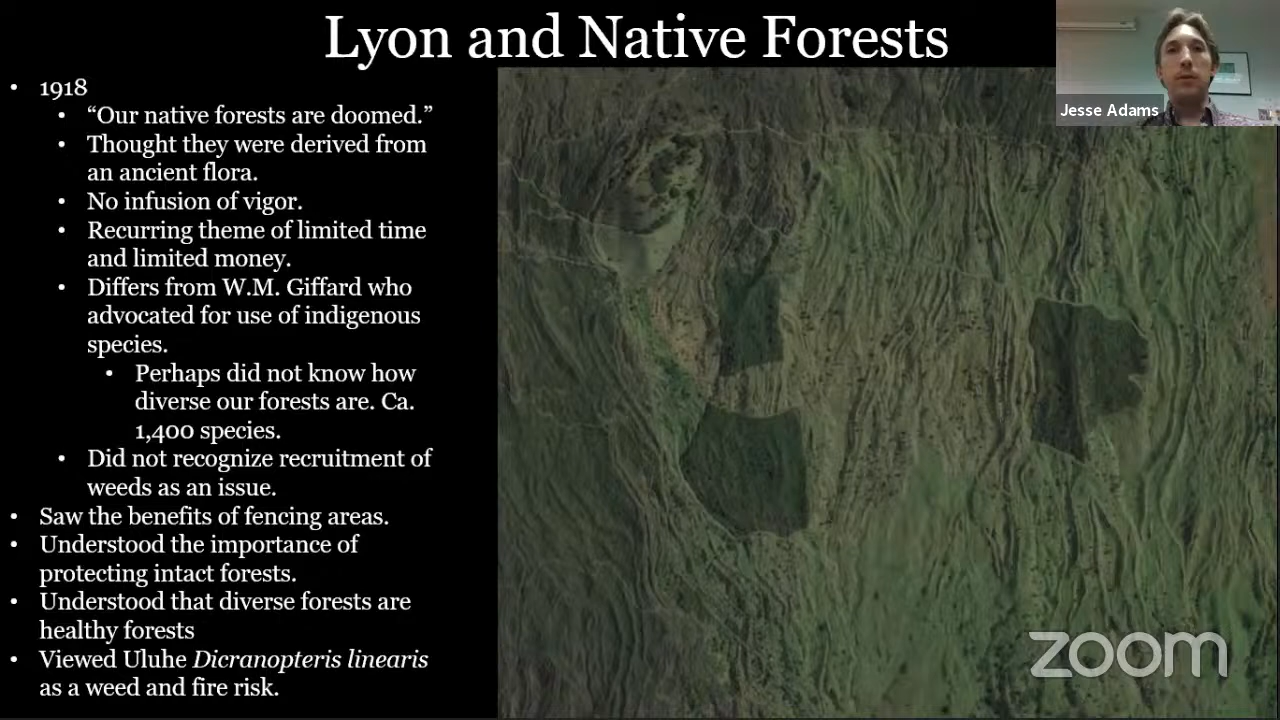 Lyon and Native Forests
• 1918
• “Our native forests are doomed.”
• Thought they were derived from
an ancient flora.
• No infusion of vigor.
• Recurring theme of limited time
and limited money.
• Differs from W.M. Giffard who
advocated for use of indigenous
species.
• Perhaps did not know how
diverse our forests are. Ca.
1,400 species.
• Did not recognize recruitment of
weeds as an issue.
• Saw the benefits of fencing areas.
• Understood the importance of
protecting intact forests.
• Understood that diverse forests are
healthy forests
• Viewed Uluhe Dicranopteris linearis
as a weed and fire risk.
Jesse Adams
zoom